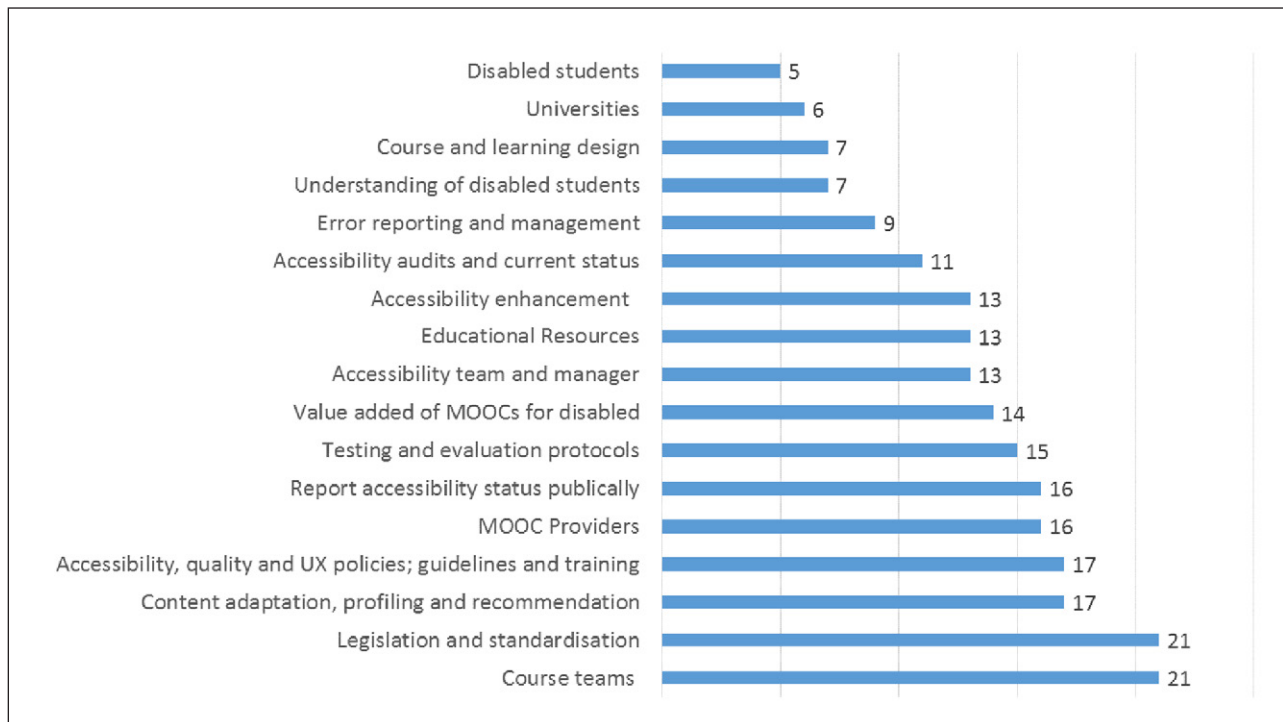 Disabled students 5
Universities 6
Course and learning design 7
Understanding of disabled students 7
Error reporting and management 9
Accessibility audits and current status 11
Accessibility enhancement 13
Educational Resources 13
Accessibility team and manager 13
Value added of MOOCs for disabled 14
Testing and evaluation protocols 15
Report accessibility status publically 16
MOOC Providers 16
Accessibility, quality and UX policies; guidelines and training 17
Content adaptation, profiling and recommendation 17
Legislation and standardisation 21
Course teams 21